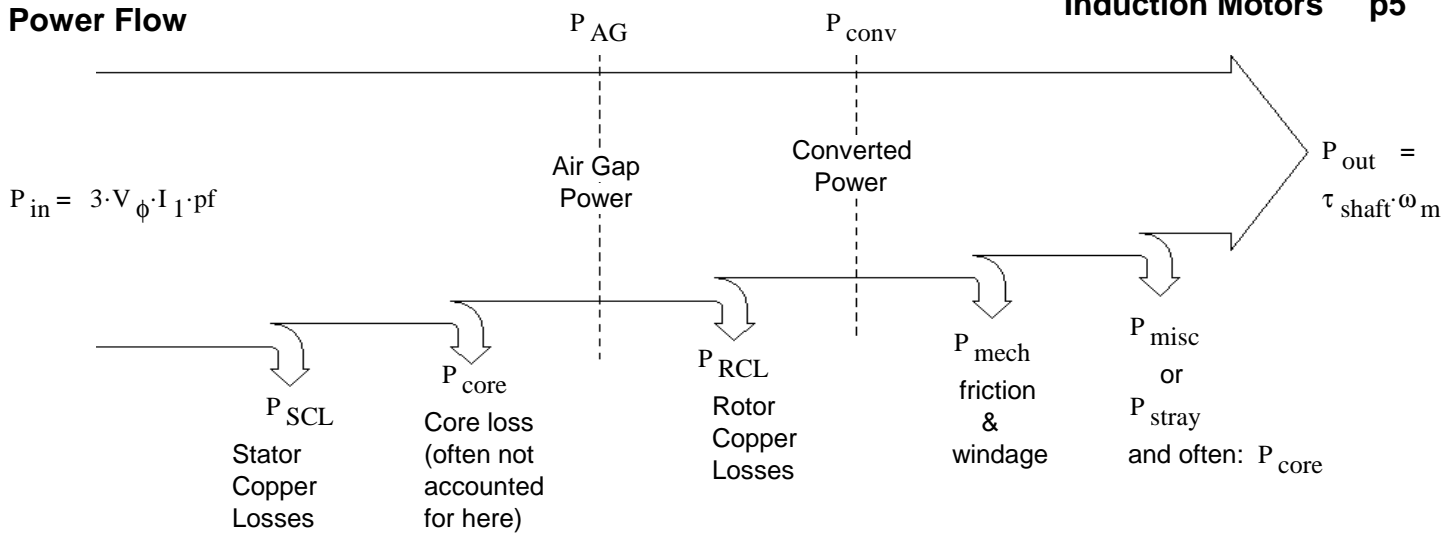 Power Flow
Induction Motors p5
P AG
P conv
Air Gap
Power
Converted
Power
P in = 3·V ϕ·I 1·pf
P out =
τ shaft·ω m
P SCL
Stator
Copper
Losses
P core
Core loss
(often not
accounted
for here)
P RCL
Rotor
Copper
Losses
P mech
friction
&
windage
P misc
or
P stray
and often: P core